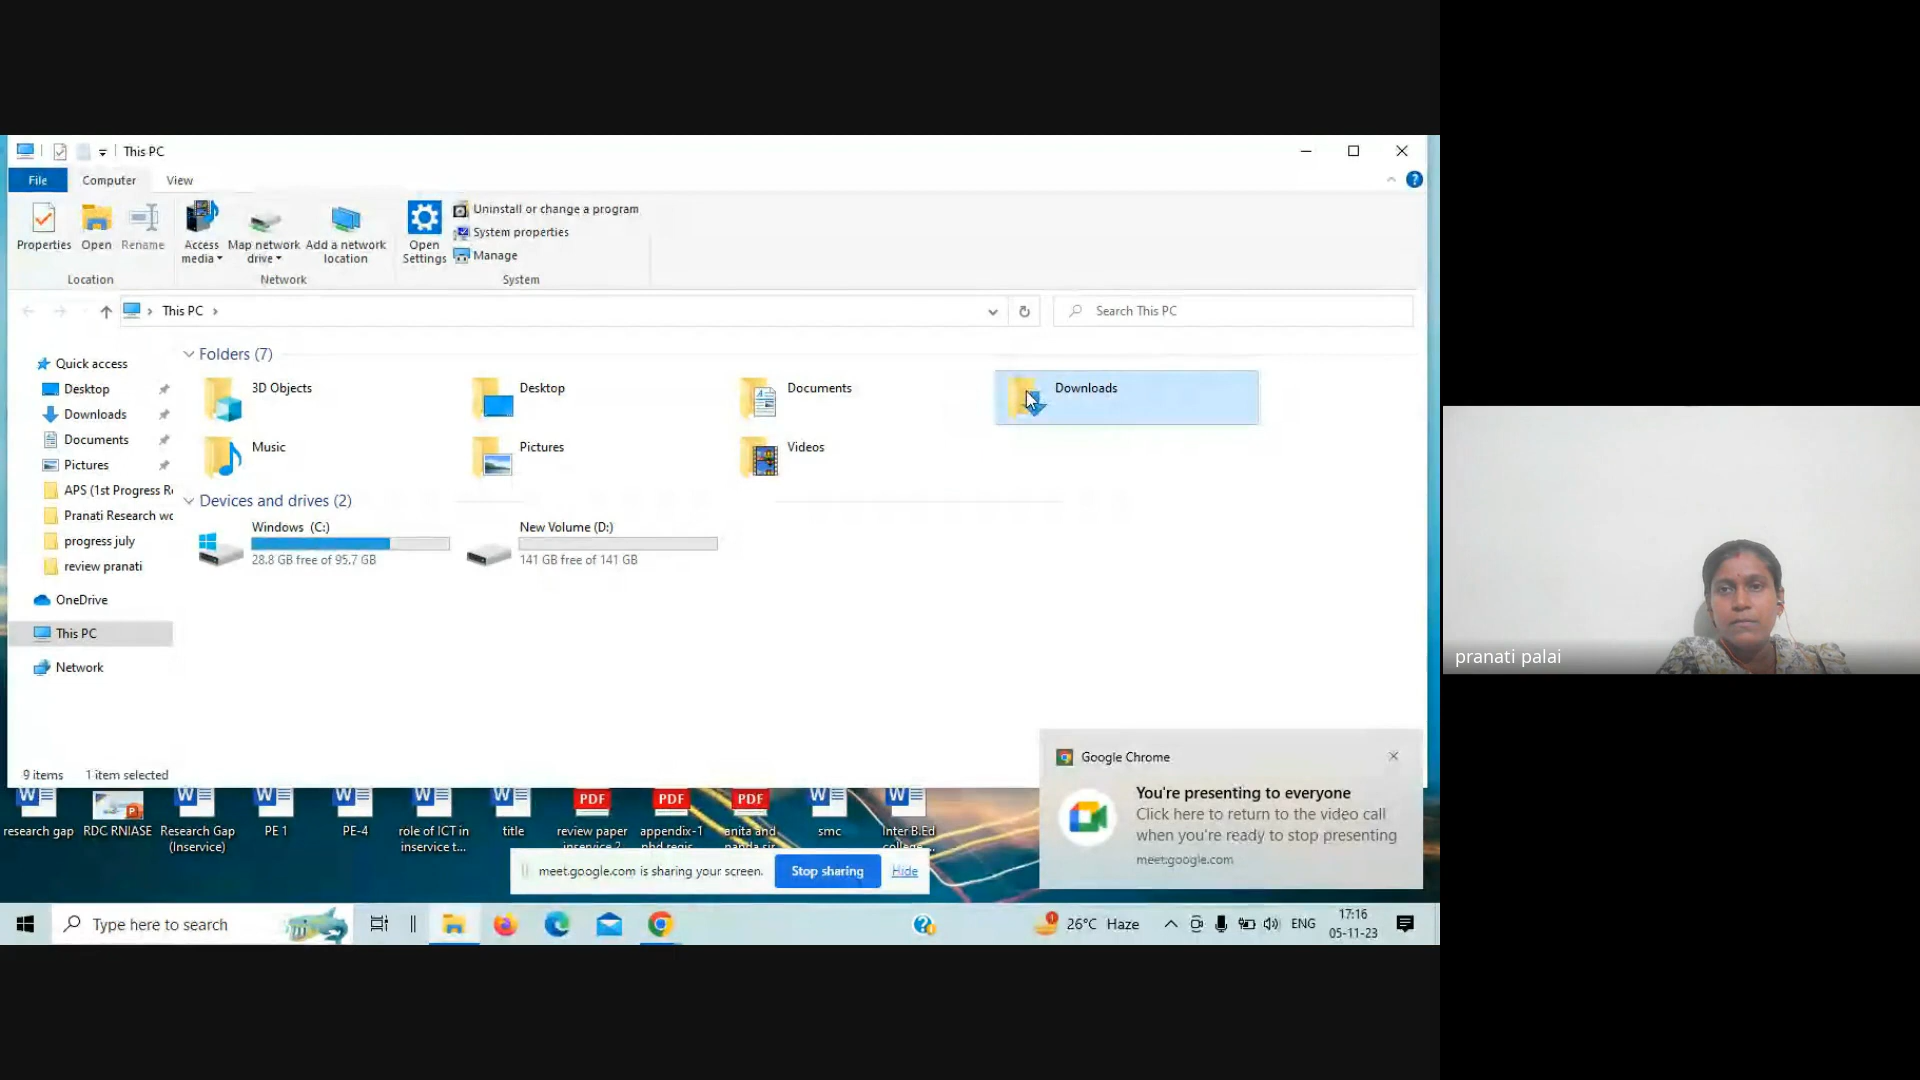 This PC
File
Computer
View
Properties
Open
Rename
Location
Access
media
Map network
drive
Add a network
location
Network
Open
Settings
Uninstall or change a program
System properties
Manage
System
This PC
Search This PC
Quick access
Desktop
Downloads
Documents
Pictures
APS (1st Progress R
Pranati Research wo
progress july
review pranati
OneDrive
This PC
Network
Folders (7)
3D Objects
Desktop
Documents
Downloads
Music
Pictures
Videos
Devices and drives (2)
Windows (C:)
28.8 GB free of 95.7 GB
New Volume (D:)
141 GB free of 141 GB
9 items
1 item selected
research gap
RDC RNIASE
Research Gap
(Inservice)
PE 1
PE-4
role of ICT in
inservice t...
title
PDF
review paper
inservice 2
PDF
appendix-1
phd regis
PDF
anita and
panda sir
smc
Inter B.Ed
college...
Google Chrome
You're presenting to everyone
Click here to return to the video call
when you're ready to stop presenting
meet.google.com
meet.google.com is sharing your screen.
Stop sharing
Hide
Type here to search
26°C Haze
ENG
17:16
05-11-23
pranati palai